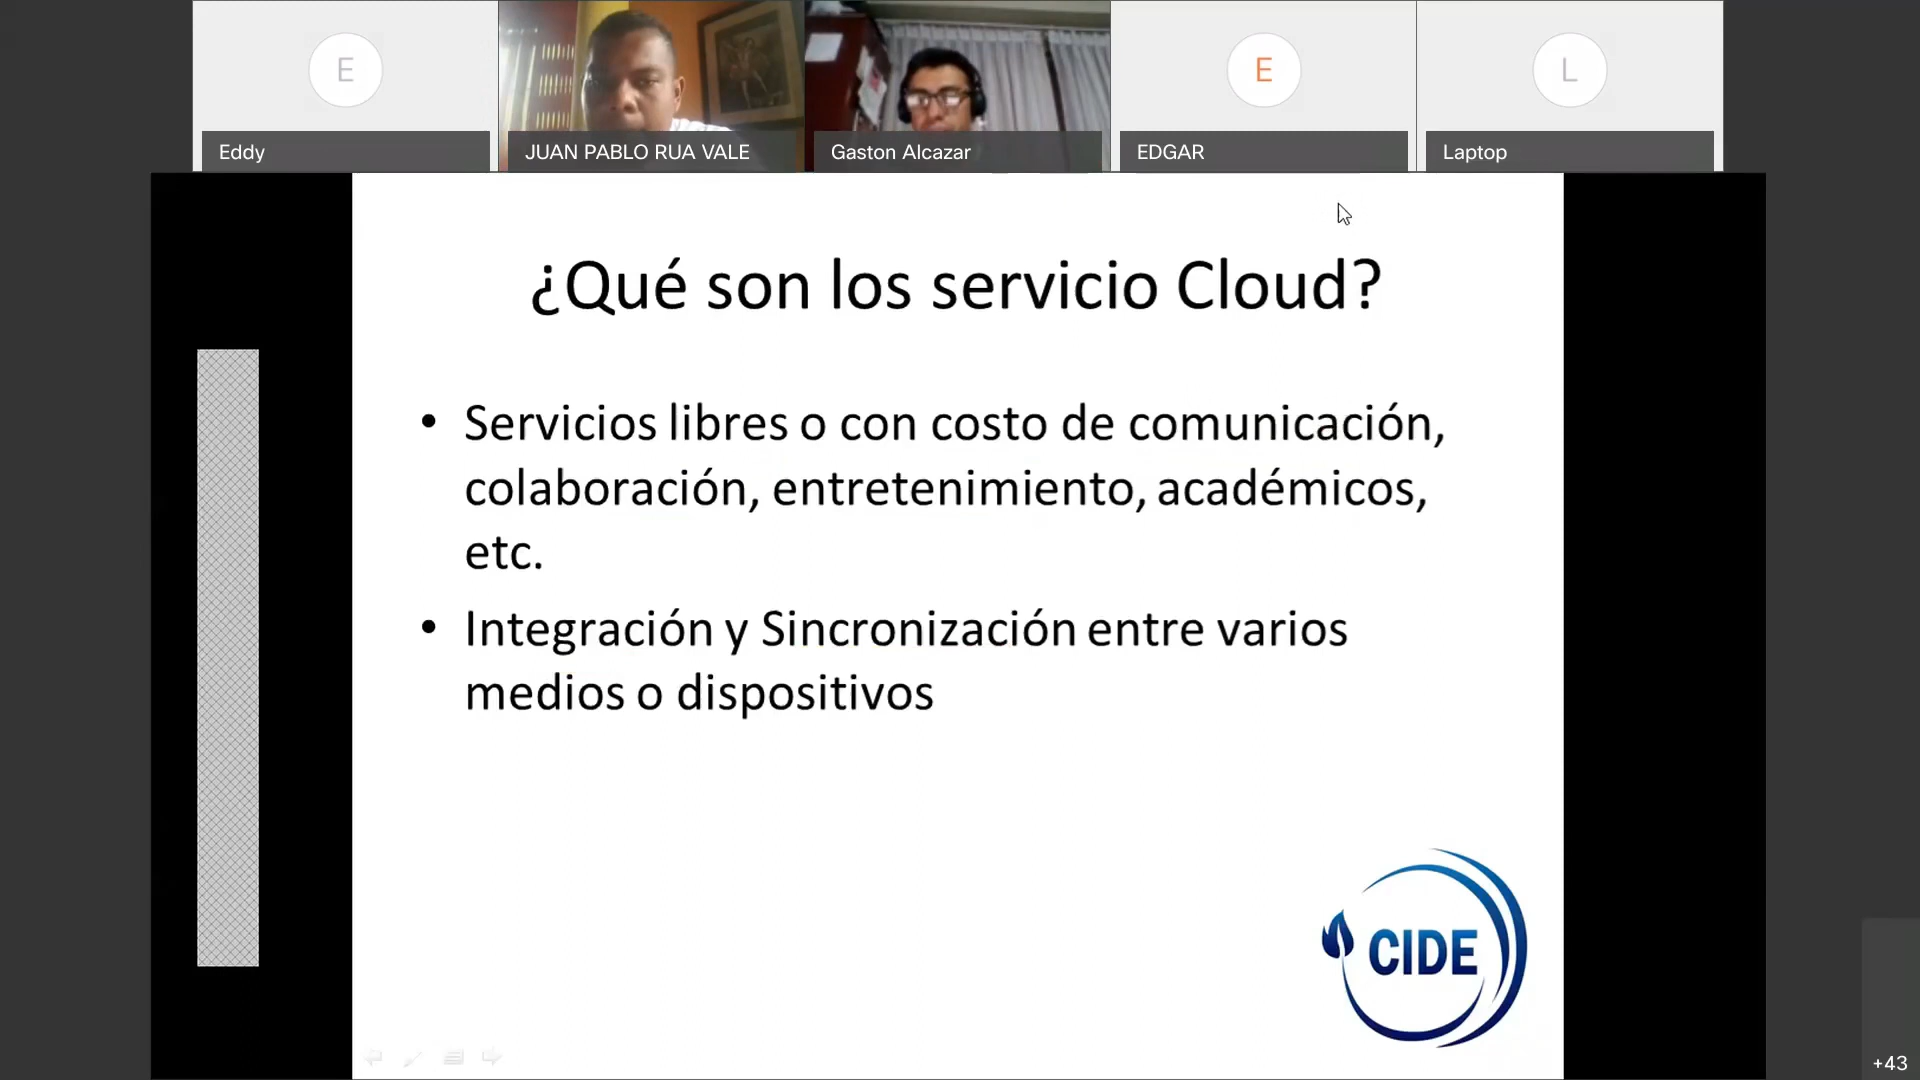 E
E
L
Eddy
JUAN PABLO RUA VALE
Gaston Alcazar
EDGAR
Laptop
¿Qué son los servicio Cloud?
• Servicios libres o con costo de comunicación,
colaboración, entretenimiento, académicos,
etc.
• Integración y Sincronización entre varios
medios o dispositivos
CIDE
+43